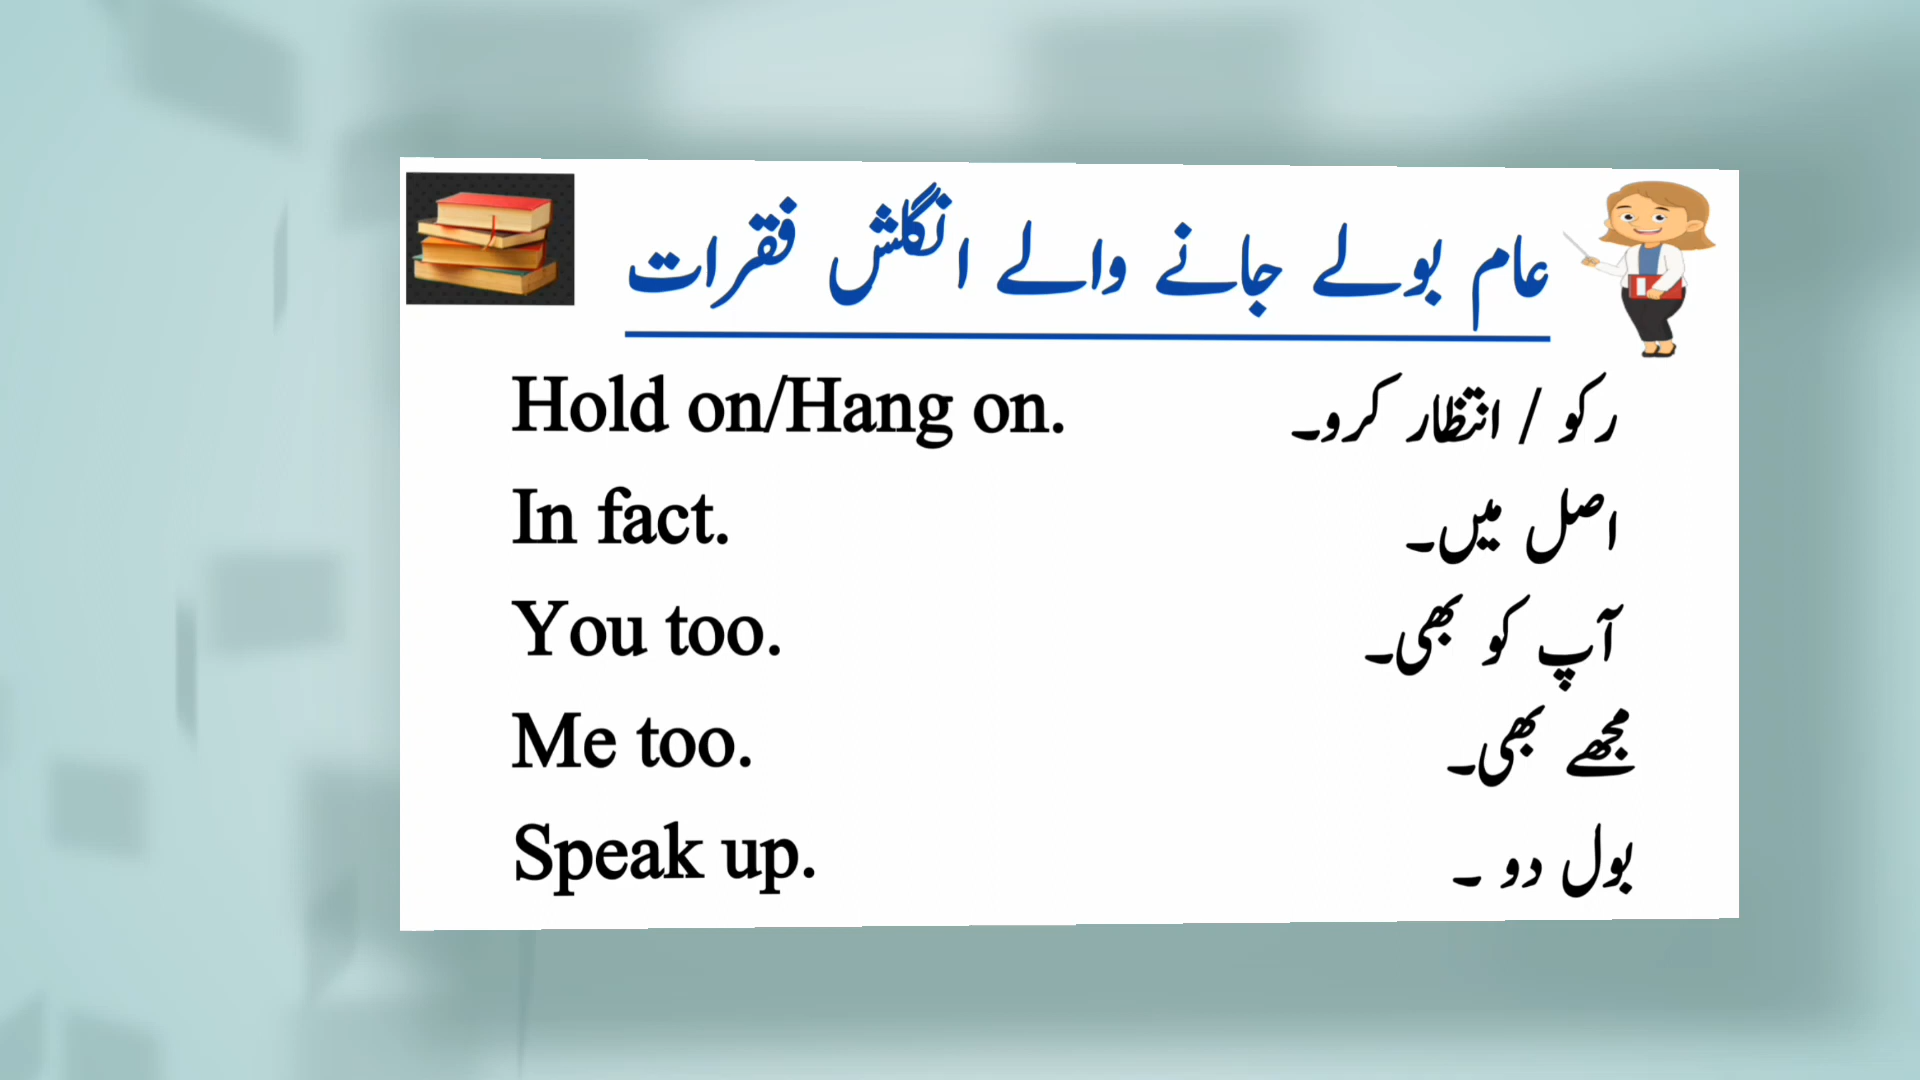 عام بولے جانے والے انگلش فقرات
Hold on/Hang on. رکو / انتظار کرو۔
In fact. اصل میں۔
You too. آپ کو بھی۔
Me too. مجھے بھی۔
Speak up. بول دو ۔